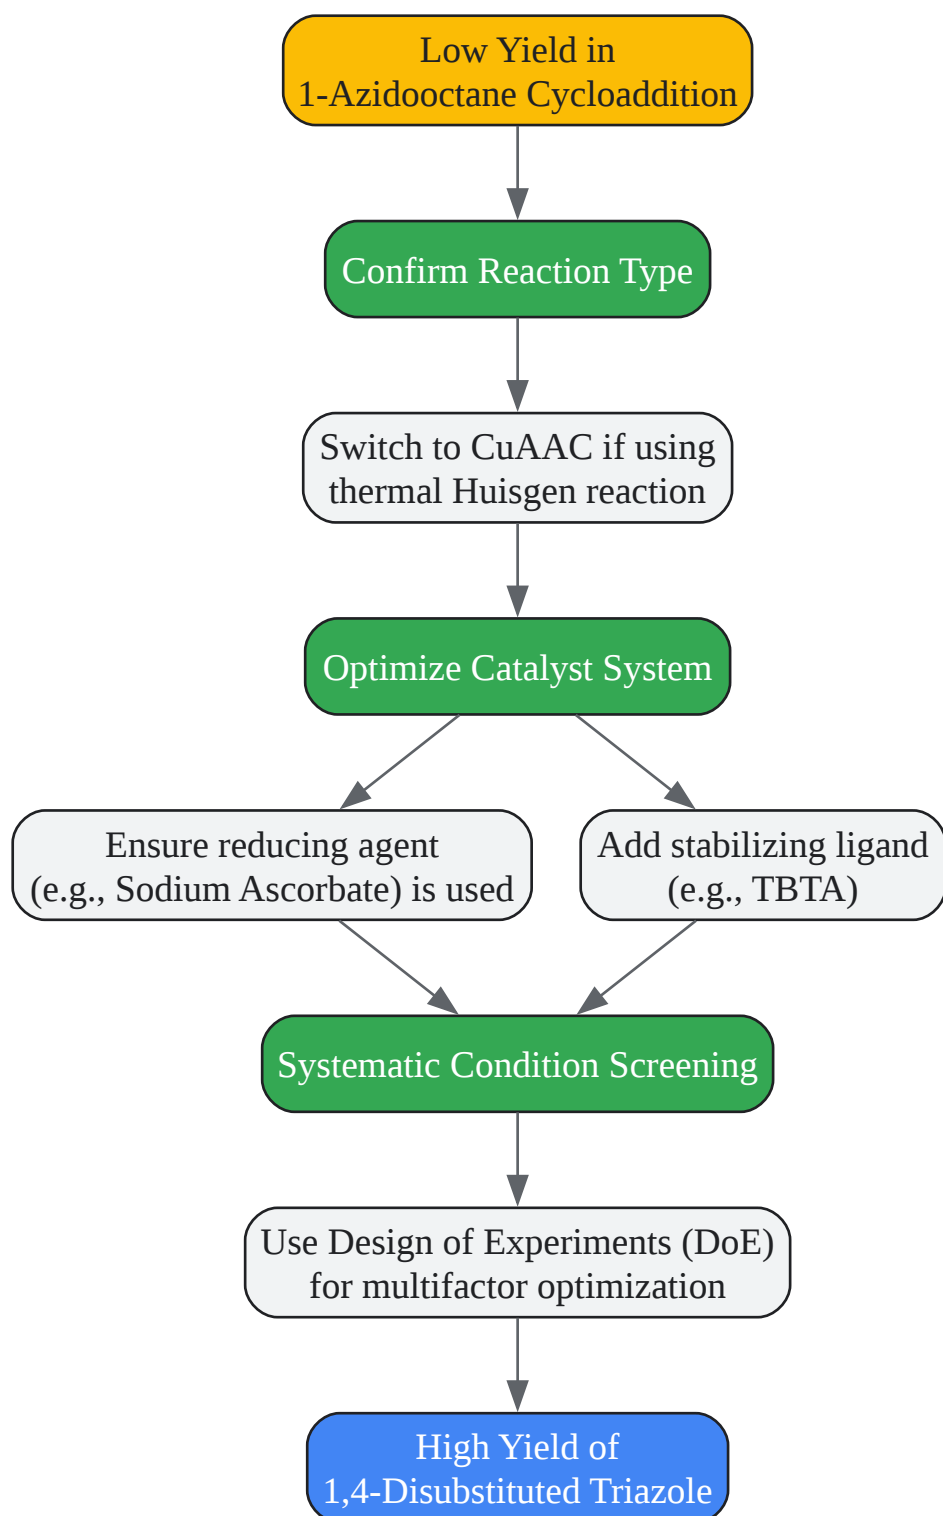 Low Yield in
1-Azidooctane Cycloaddition
Confirm Reaction Type
Switch to CuAAC if using
thermal Huisgen reaction
Optimize Catalyst System
Ensure reducing agent
(e.g., Sodium Ascorbate) is used
Add stabilizing ligand
(e.g., TBTA)
Systematic Condition Screening
Use Design of Experiments (DoE)
for multifactor optimization
High Yield of
1,4-Disubstituted Triazole